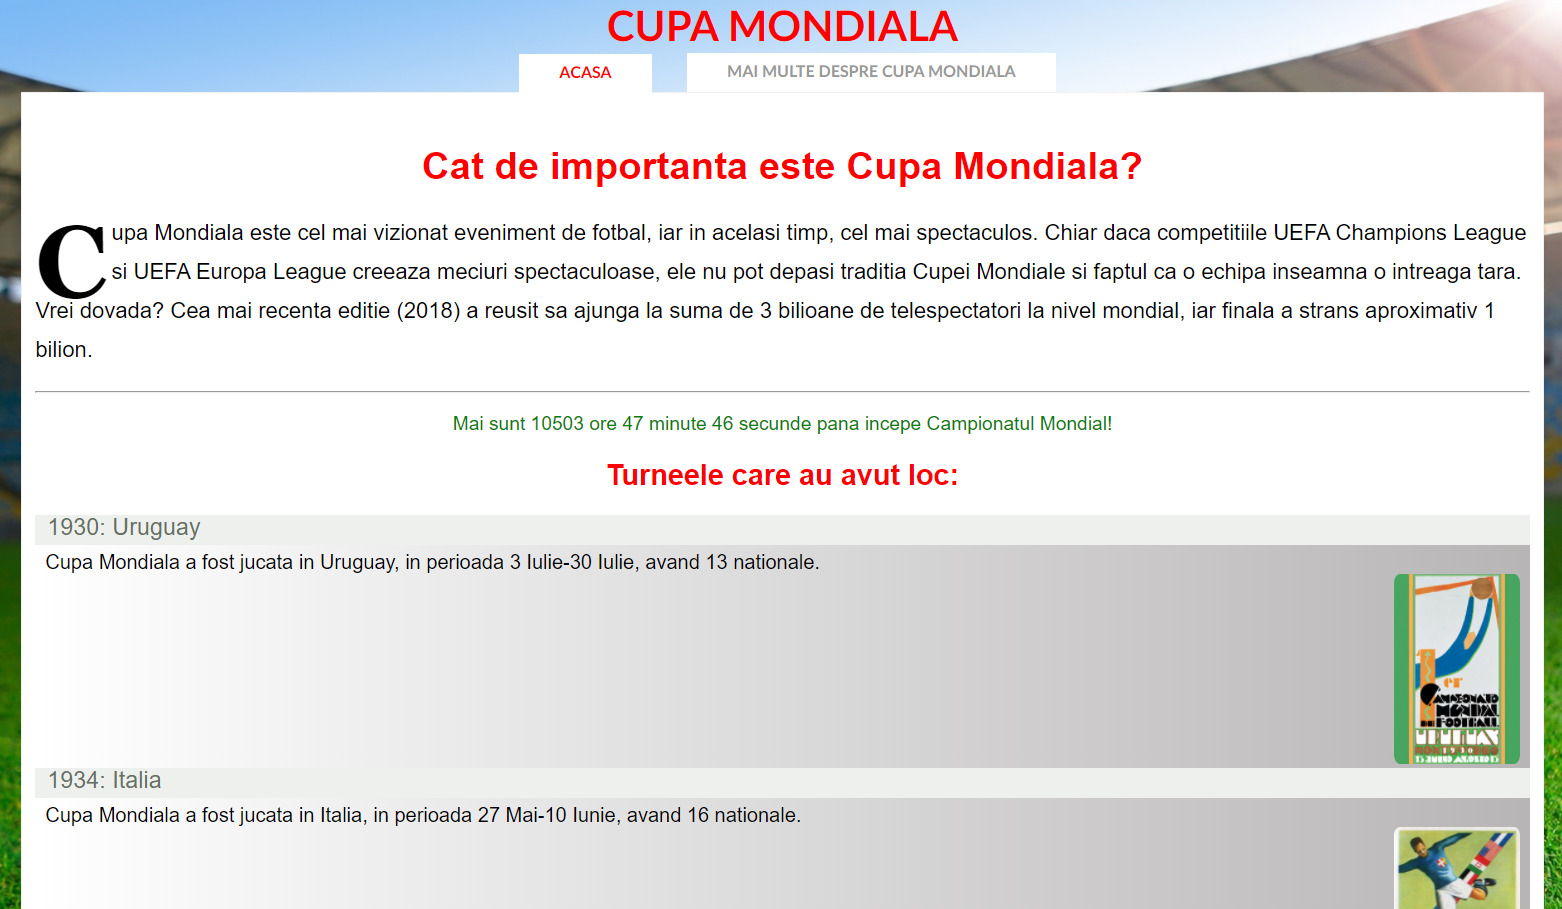 CUPA MONDIALA
ACASA
MAI MULTE DESPRE CUPA MONDIALA
Cat de importanta este Cupa Mondiala?
Cupa Mondiala este cel mai vizionat eveniment de fotbal, iar in acelasi timp, cel mai spectaculos. Chiar daca competitiile UEFA Champions League
si UEFA Europa League creeaza meciuri spectaculoase, ele nu pot depasi traditia Cupei Mondiale si faptul ca o echipa inseamna o intreaga tara.
Vrei dovada? Cea mai recenta editie (2018) a reusit sa ajunga la suma de 3 bilioane de telespectatori la nivel mondial, iar finala a strans aproximativ 1
bilion.
Mai sunt 10503 ore 47 minute 46 secunde pana incepe Campionatul Mondial!
Turneele care au avut loc:
1930: Uruguay
Cupa Mondiala a fost jucata in Uruguay, in perioada 3 Iulie-30 Iulie, avand 13 nationale.
1er
CAMPEONATO
MUNDIAL
FOOTBALL
URUGUAY
1934: Italia
Cupa Mondiala a fost jucata in Italia, in perioada 27 Mai-10 Iunie, avand 16 nationale.